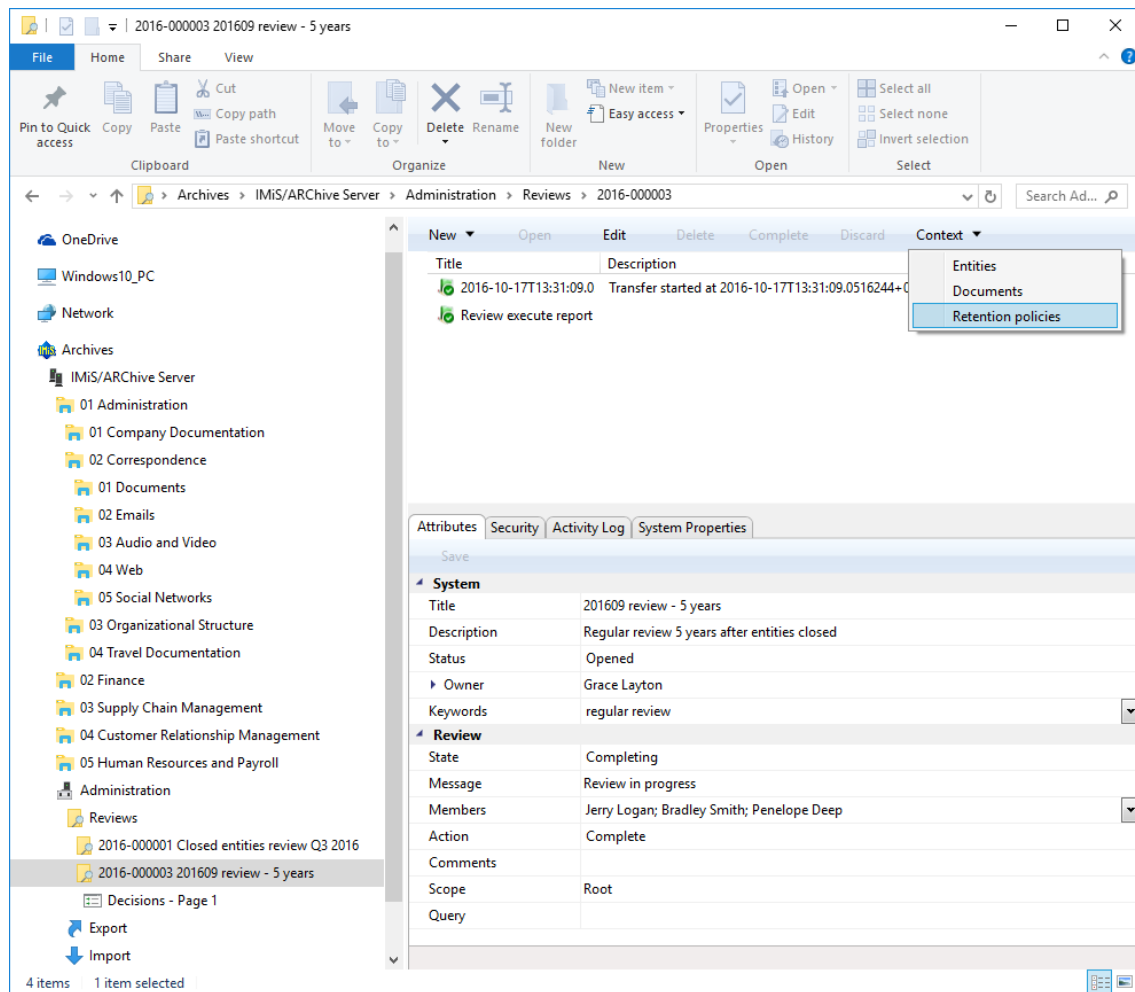 2016-000003 201609 review - 5 years
File Home Share View
Pin to Quick access
Copy
Paste
Cut
Copy path
Paste shortcut
Clipboard
Move to
Copy to
Delete
Rename
Organize
New folder
New item
Easy access
New
Properties
Open
Edit
History
Open
Select all
Select none
Invert selection
Select
Archives > IMiS/ARChive Server > Administration > Reviews > 2016-000003
Search Ad...
OneDrive
Windows10_PC
Network
Archives
IMiS/ARChive Server
01 Administration
01 Company Documentation
02 Correspondence
01 Documents
02 Emails
03 Audio and Video
04 Web
05 Social Networks
03 Organizational Structure
04 Travel Documentation
02 Finance
03 Supply Chain Management
04 Customer Relationship Management
05 Human Resources and Payroll
Administration
Reviews
2016-000001 Closed entities review Q3 2016
2016-000003 201609 review - 5 years
Decisions - Page 1
Export
Import
New Open Edit Delete Complete Discard Context
Title Description
2016-10-17T13:31:09.0 Transfer started at 2016-10-17T13:31:09.0516244+0
Review execute report
Entities
Documents
Retention policies
Attributes Security Activity Log System Properties
Save
System
Title 201609 review - 5 years
Description Regular review 5 years after entities closed
Status Opened
Owner Grace Layton
Keywords regular review
Review
State Completing
Message Review in progress
Members Jerry Logan; Bradley Smith; Penelope Deep
Action Complete
Comments
Scope Root
Query
4 items 1 item selected